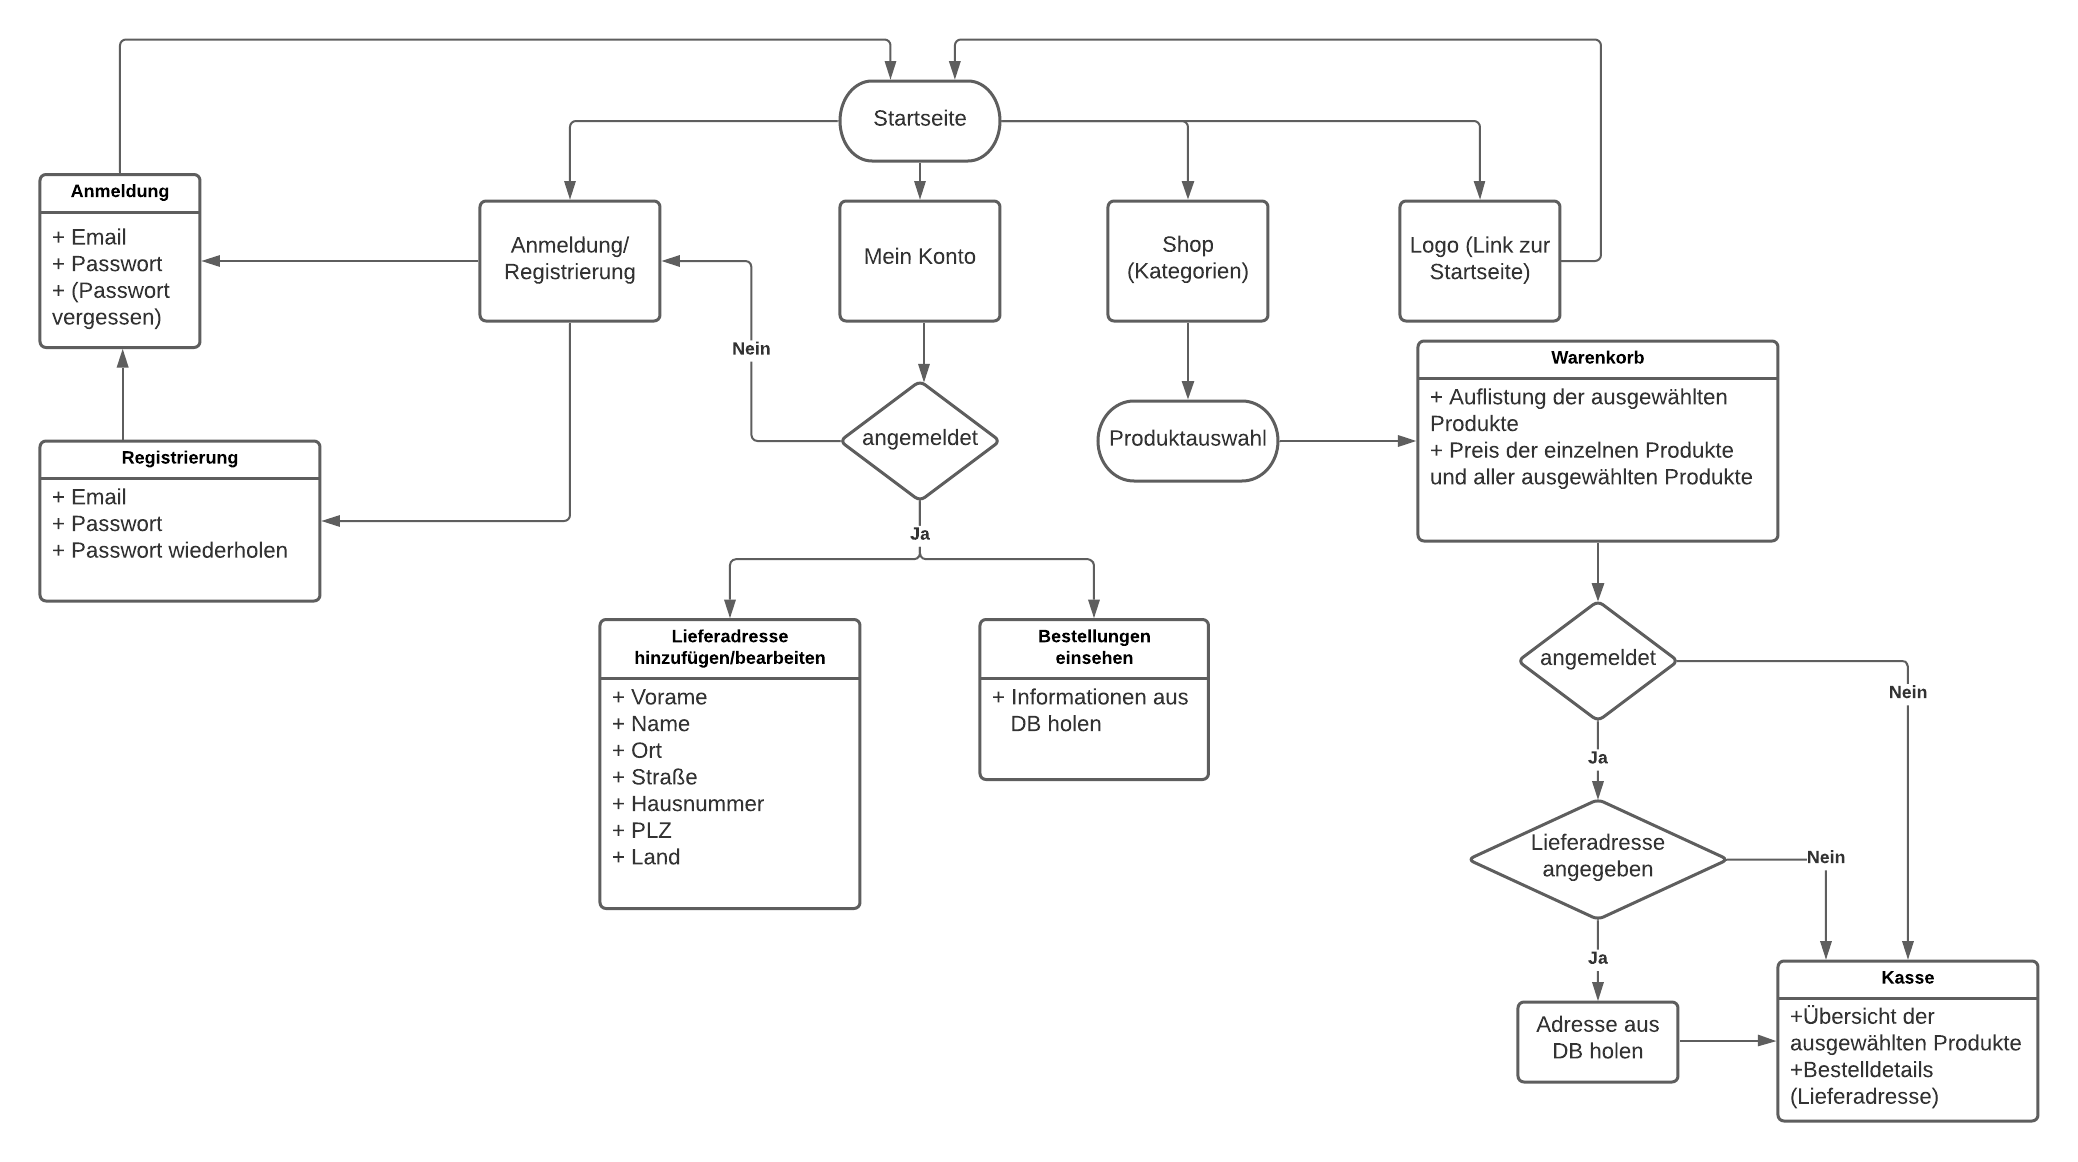 Startseite
Anmeldung
+ Email
+ Passwort
+ (Passwort
vergessen)
Anmeldung/
Registrierung
Mein Konto
Shop
(Kategorien)
Logo (Link zur
Startseite)
Nein
Warenkorb
+ Auflistung der ausgewählten
Produkte
+ Preis der einzelnen Produkte
und aller ausgewählten Produkte
angemeldet
Produktauswahl
Registrierung
+ Email
+ Passwort
+ Passwort wiederholen
Ja
Lieferadresse
hinzufügen/bearbeiten
+ Vorame
+ Name
+ Ort
+ Straße
+ Hausnummer
+ PLZ
+ Land
Bestellungen
einsehen
+ Informationen aus
DB holen
angemeldet
Nein
Ja
Lieferadresse
angegeben
Nein
Ja
Adresse aus
DB holen
Kasse
+Übersicht der
ausgewählten Produkte
+Bestelldetails
(Lieferadresse)